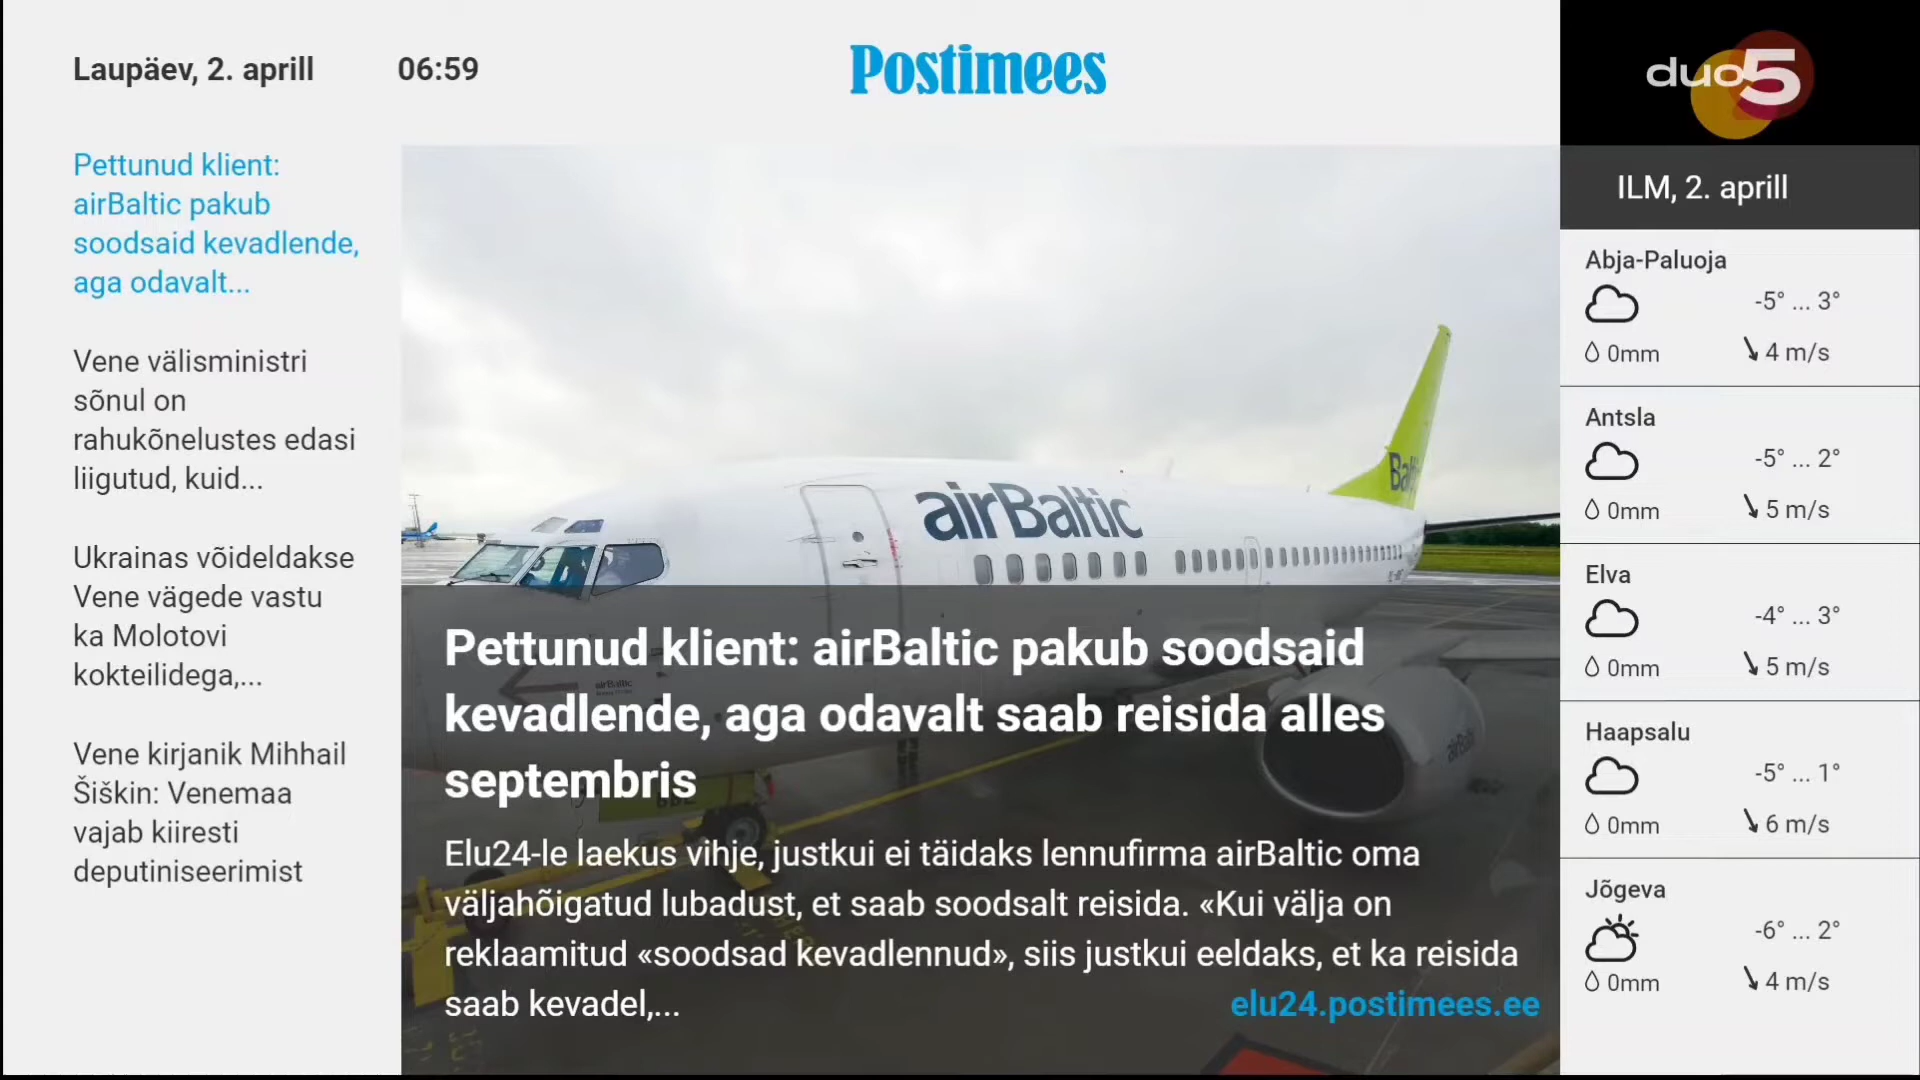 Laupäev, 2. aprill
06:59
Postimees
duo5
Pettunud klient:
airBaltic pakub
soodsaid kevadlende,
aga odavalt...
Vene välisministri
sõnul on
rahukõnelustes edasi
liigutud, kuid...
Ukrainas võideldakse
Vene vägede vastu
ka Molotovi
kokteilidega,...
Vene kirjanik Mihhail
Šiškin: Venemaa
vajab kiiresti
deputiniseerimist
airBaltic
Pettunud klient: airBaltic pakub soodsaid
kevadlende, aga odavalt saab reisida alles
septembris
Elu24-le laekus vihje, justkui ei täidaks lennufirma airBaltic oma
väljahõigatud lubadust, et saab soodsalt reisida. «Kui välja on
reklaamitud «soodsad kevadlennud», siis justkui eeldaks, et ka reisida
saab kevadel,...
elu24.postimees.ee
ILM, 2. aprill
Abja-Paluoja
-5° ... 3°
0mm
4 m/s
Antsla
-5° ... 2°
0mm
5 m/s
Elva
-4° ... 3°
0mm
5 m/s
Haapsalu
-5° ... 1°
0mm
6 m/s
Jõgeva
-6° ... 2°
0mm
4 m/s